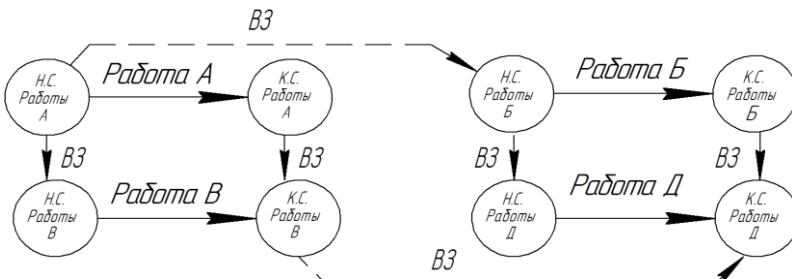 ВЗ
Н.С.
Работы
А
Работа А
К.С.
Работы
А
Н.С.
Работы
Б
Работа Б
К.С.
Работы
Б
ВЗ
ВЗ
ВЗ
ВЗ
Н.С.
Работы
В
Работа В
К.С.
Работы
В
Н.С.
Работы
Д
Работа Д
К.С.
Работы
Д
ВЗ